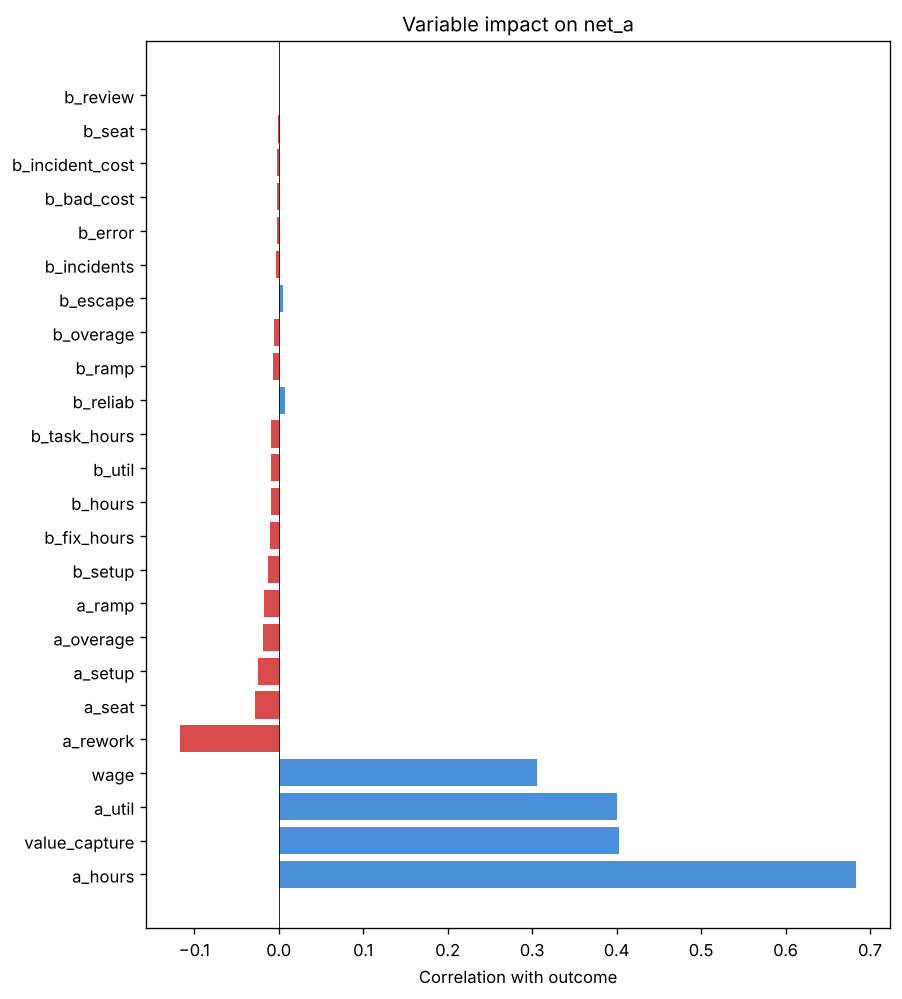 Variable impact on net_a
b_review
b_seat
b_incident_cost
b_bad_cost
b_error
b_incidents
b_escape
b_overage
b_ramp
b_reliab
b_task_hours
b_util
b_hours
b_fix_hours
b_setup
a_ramp
a_overage
a_setup
a_seat
a_rework
wage
a_util
value_capture
a_hours
−0.1 0.0 0.1 0.2 0.3 0.4 0.5 0.6 0.7
Correlation with outcome